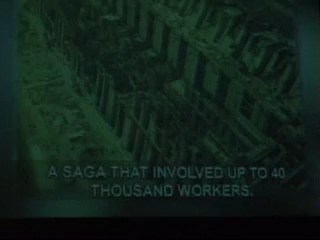 A SAGA THAT INVOLVED UP TO 40
THOUSAND WORKERS.